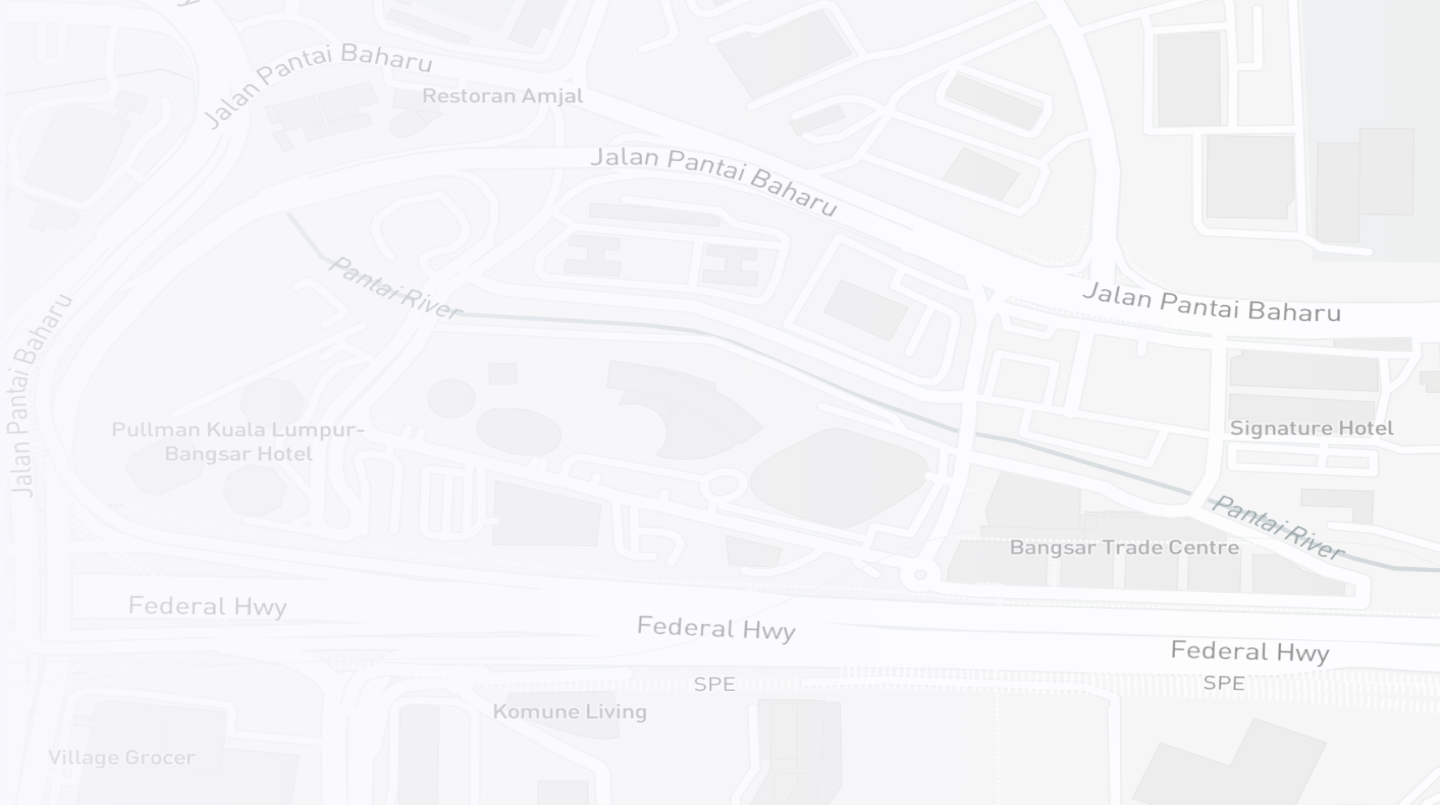 y
Jalan Pantai Baharu
Restoran Amjal
Jalan Pantai Baharu
Pantai River
Jalan Pantai Baharu
Jalan Pantai Baharu
Pullman Kuala Lumpur-
Bangsar Hotel
Signature Hotel
Pantai River
Bangsar Trade Centre
Federal Hwy
Federal Hwy
Federal Hwy
SPE
SPE
Komune Living
Village Grocer